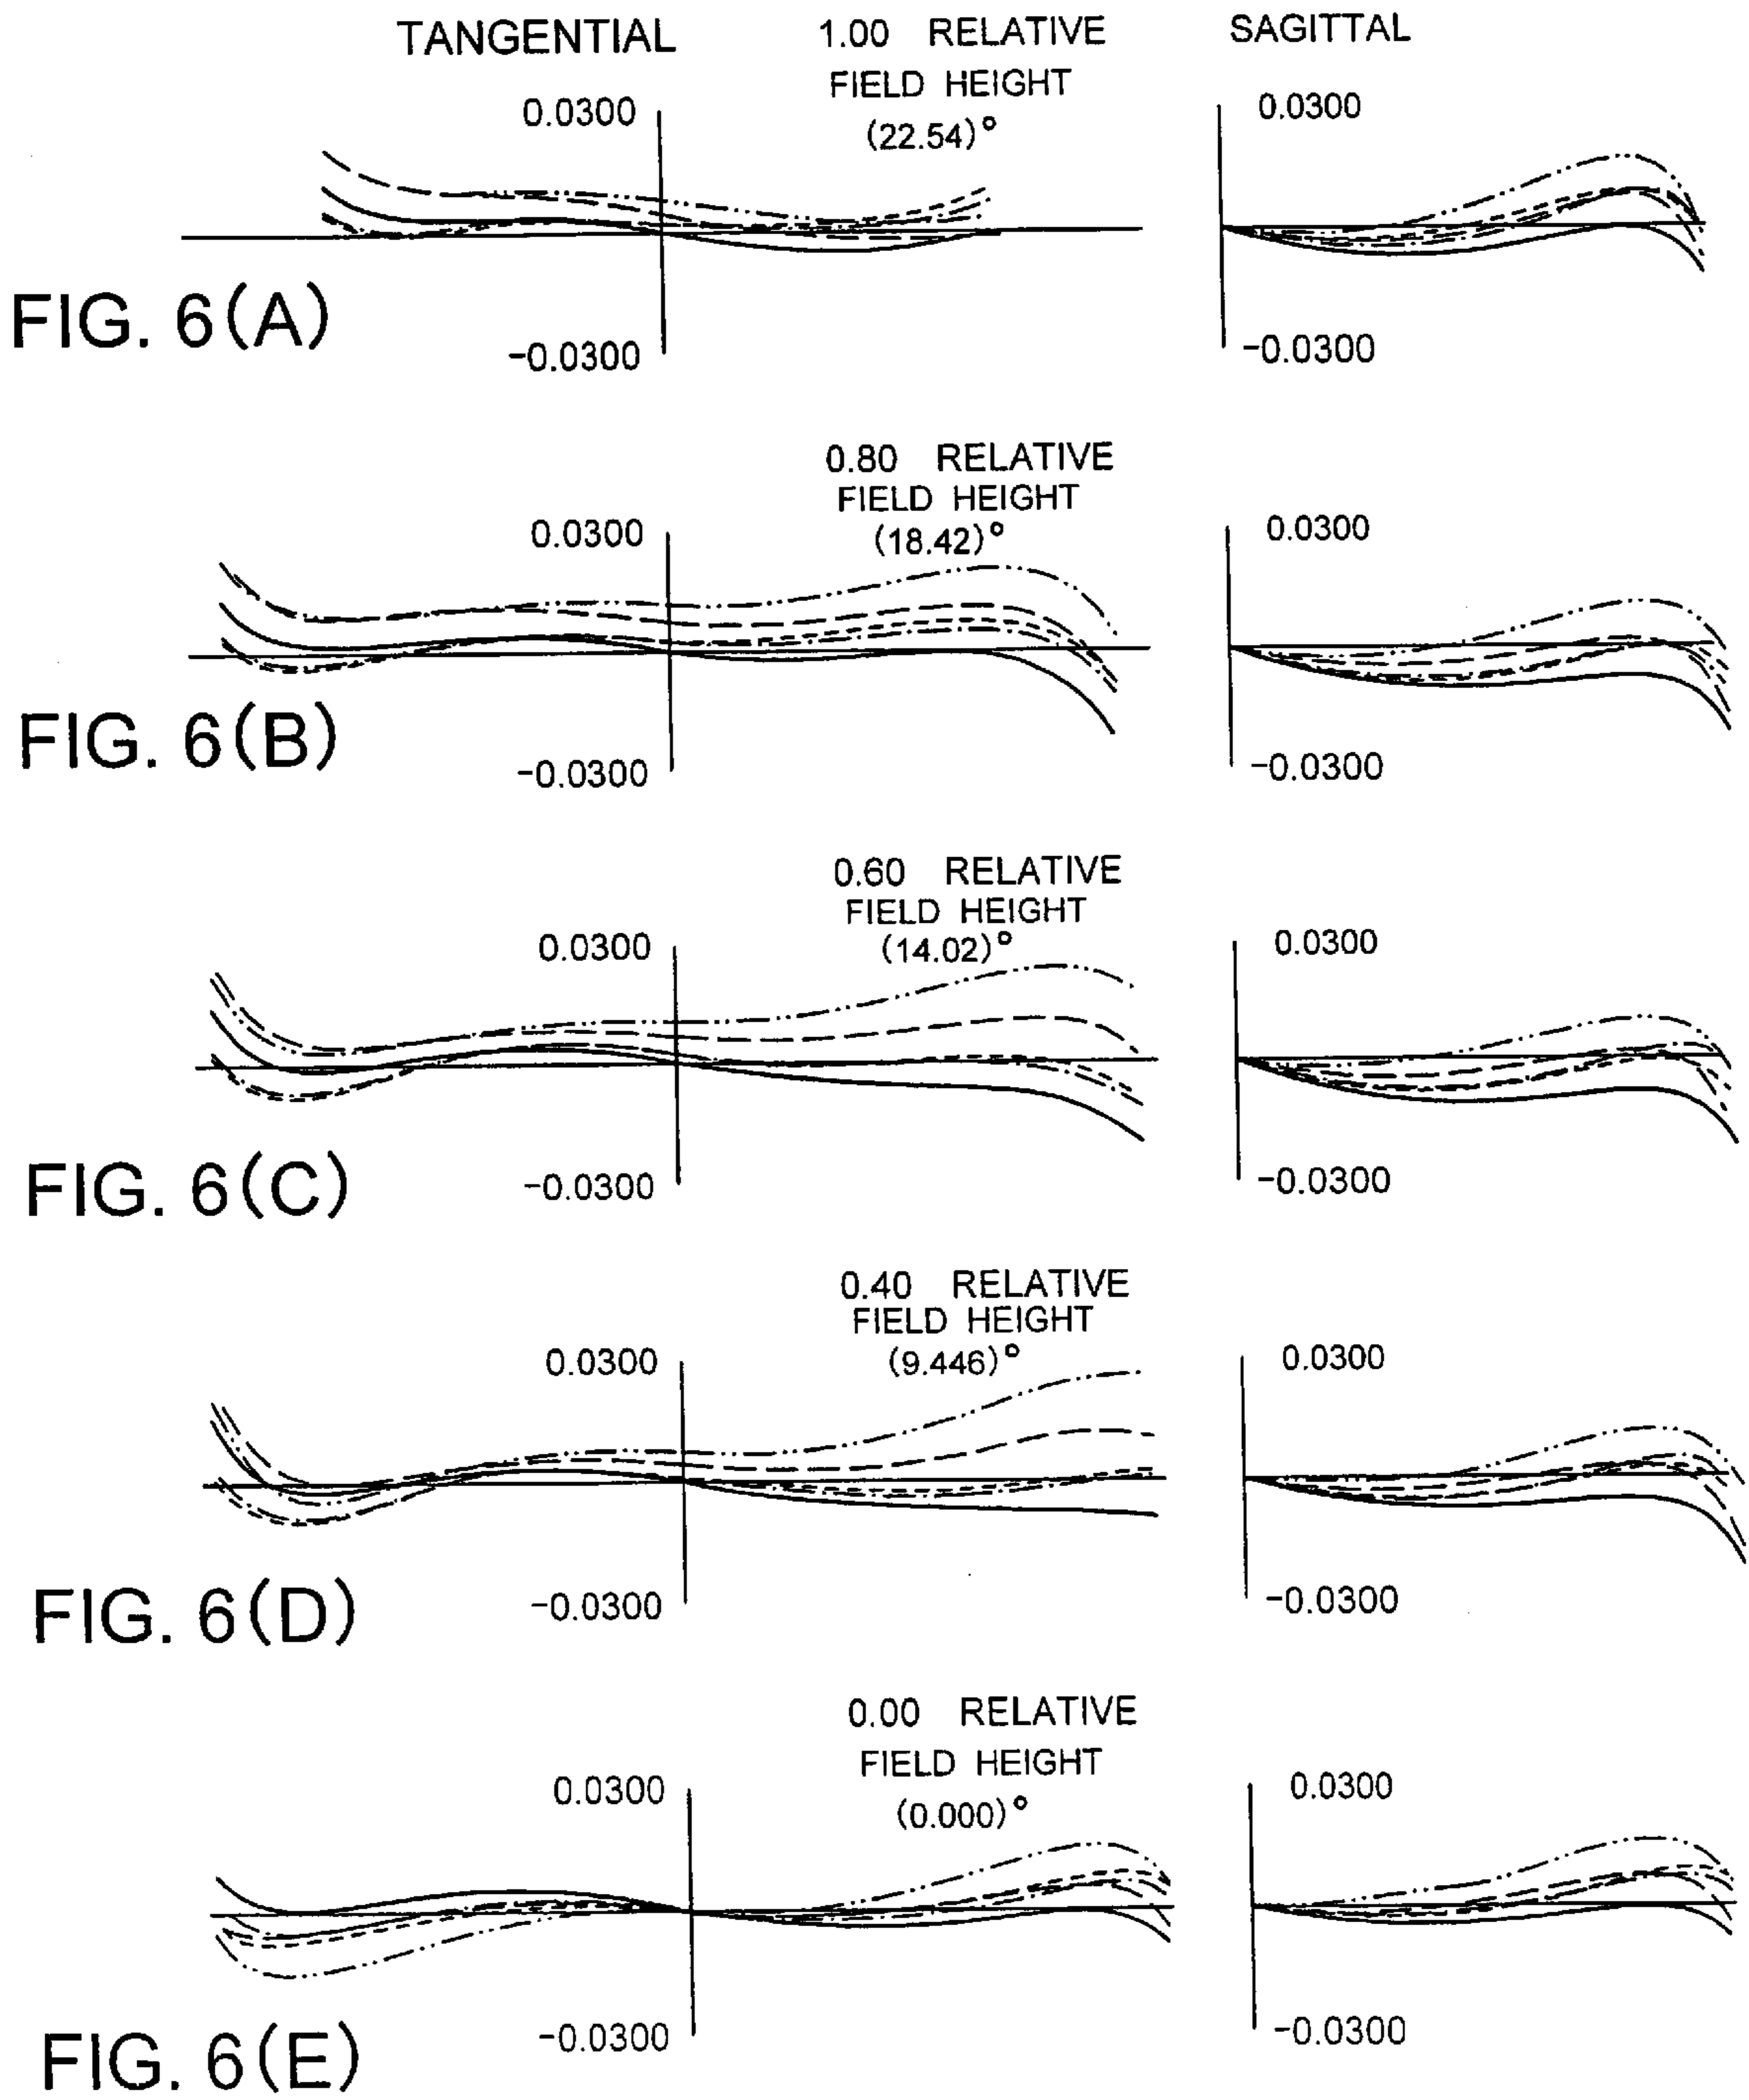 TANGENTIAL
1.00 RELATIVE
FIELD HEIGHT
(22.54)°
SAGITTAL
0.0300
0.0300
FIG. 6(A)
-0.0300
-0.0300
0.80 RELATIVE
FIELD HEIGHT
(18.42)°
0.0300
0.0300
FIG. 6(B)
-0.0300
-0.0300
0.60 RELATIVE
FIELD HEIGHT
(14.02)°
0.0300
0.0300
FIG. 6(C)
-0.0300
-0.0300
0.40 RELATIVE
FIELD HEIGHT
(9.446)°
0.0300
0.0300
FIG. 6(D)
-0.0300
-0.0300
0.00 RELATIVE
FIELD HEIGHT
(0.000)°
0.0300
0.0300
FIG. 6(E)
-0.0300
-0.0300